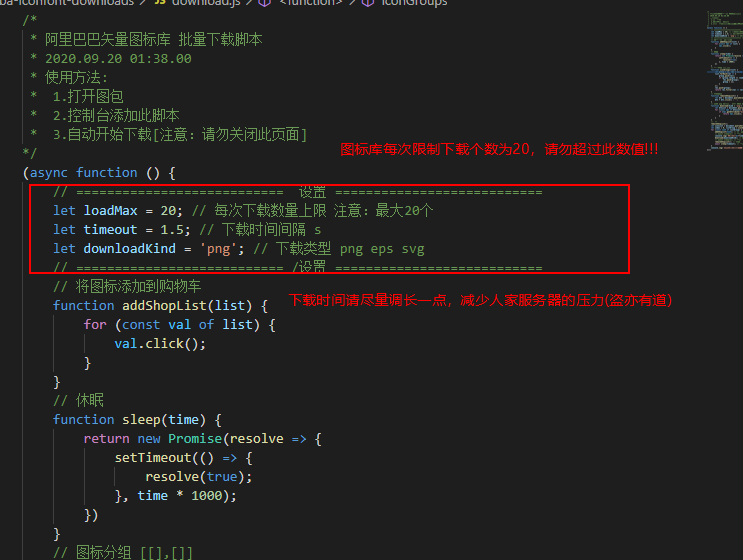 ba-iconfont-downloads > JS download.js > <function> > iconGroups
/*
* 阿里巴巴矢量图标库 批量下载脚本
* 2020.09.20 01:38.00
* 使用方法:
* 1.打开图包
* 2.控制台添加此脚本
* 3.自动开始下载[注意: 请勿关闭此页面]
*/
图标库每次限制下载个数为20，请勿超过此数值!!!
(async function () {
// =========================== 设置 ===========================
let loadMax = 20; // 每次下载数量上限 注意: 最大20个
let timeout = 1.5; // 下载时间间隔 s
let downloadKind = 'png'; // 下载类型 png eps svg
// =========================== /设置 ===========================
// 将图标添加到购物车
下载时间请尽量调长一点，减少人家服务器的压力(盗亦有道)
function addShopList(list) {
for (const val of list) {
val.click();
}
}
// 休眠
function sleep(time) {
return new Promise(resolve => {
setTimeout(() => {
resolve(true);
}, time * 1000);
})
}
// 图标分组 [[],[]]